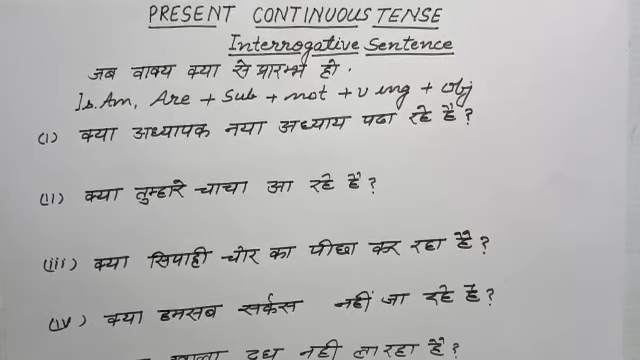 PRESENT CONTINUOUS TENSE
Interrogative Sentence
जब वाक्य क्या से प्रारम्भ हो .
Is. Am, Are + Sub + not + v ing + obj
(i) क्या अध्यापक नया अध्याय पढा रहे है ?
(ii) क्या तुम्हारे चाचा आ रहे है ?
(iii) क्या सिपाही चोर का पीछा कर रहा है ?
(iv) क्या हमसब सर्कस नहीं जा रहे है ?
दूध नही ला रहा है ?